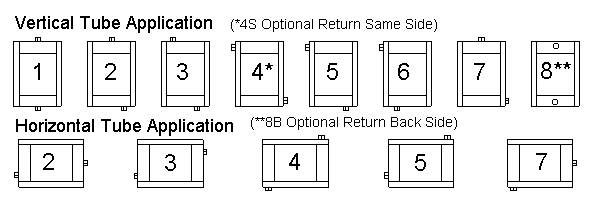 Vertical Tube Application (*4S Optional Return Same Side)
1 2 3 4* 5 6 7 8**
Horizontal Tube Application (**8B Optional Return Back Side)
2 3 4 5 7